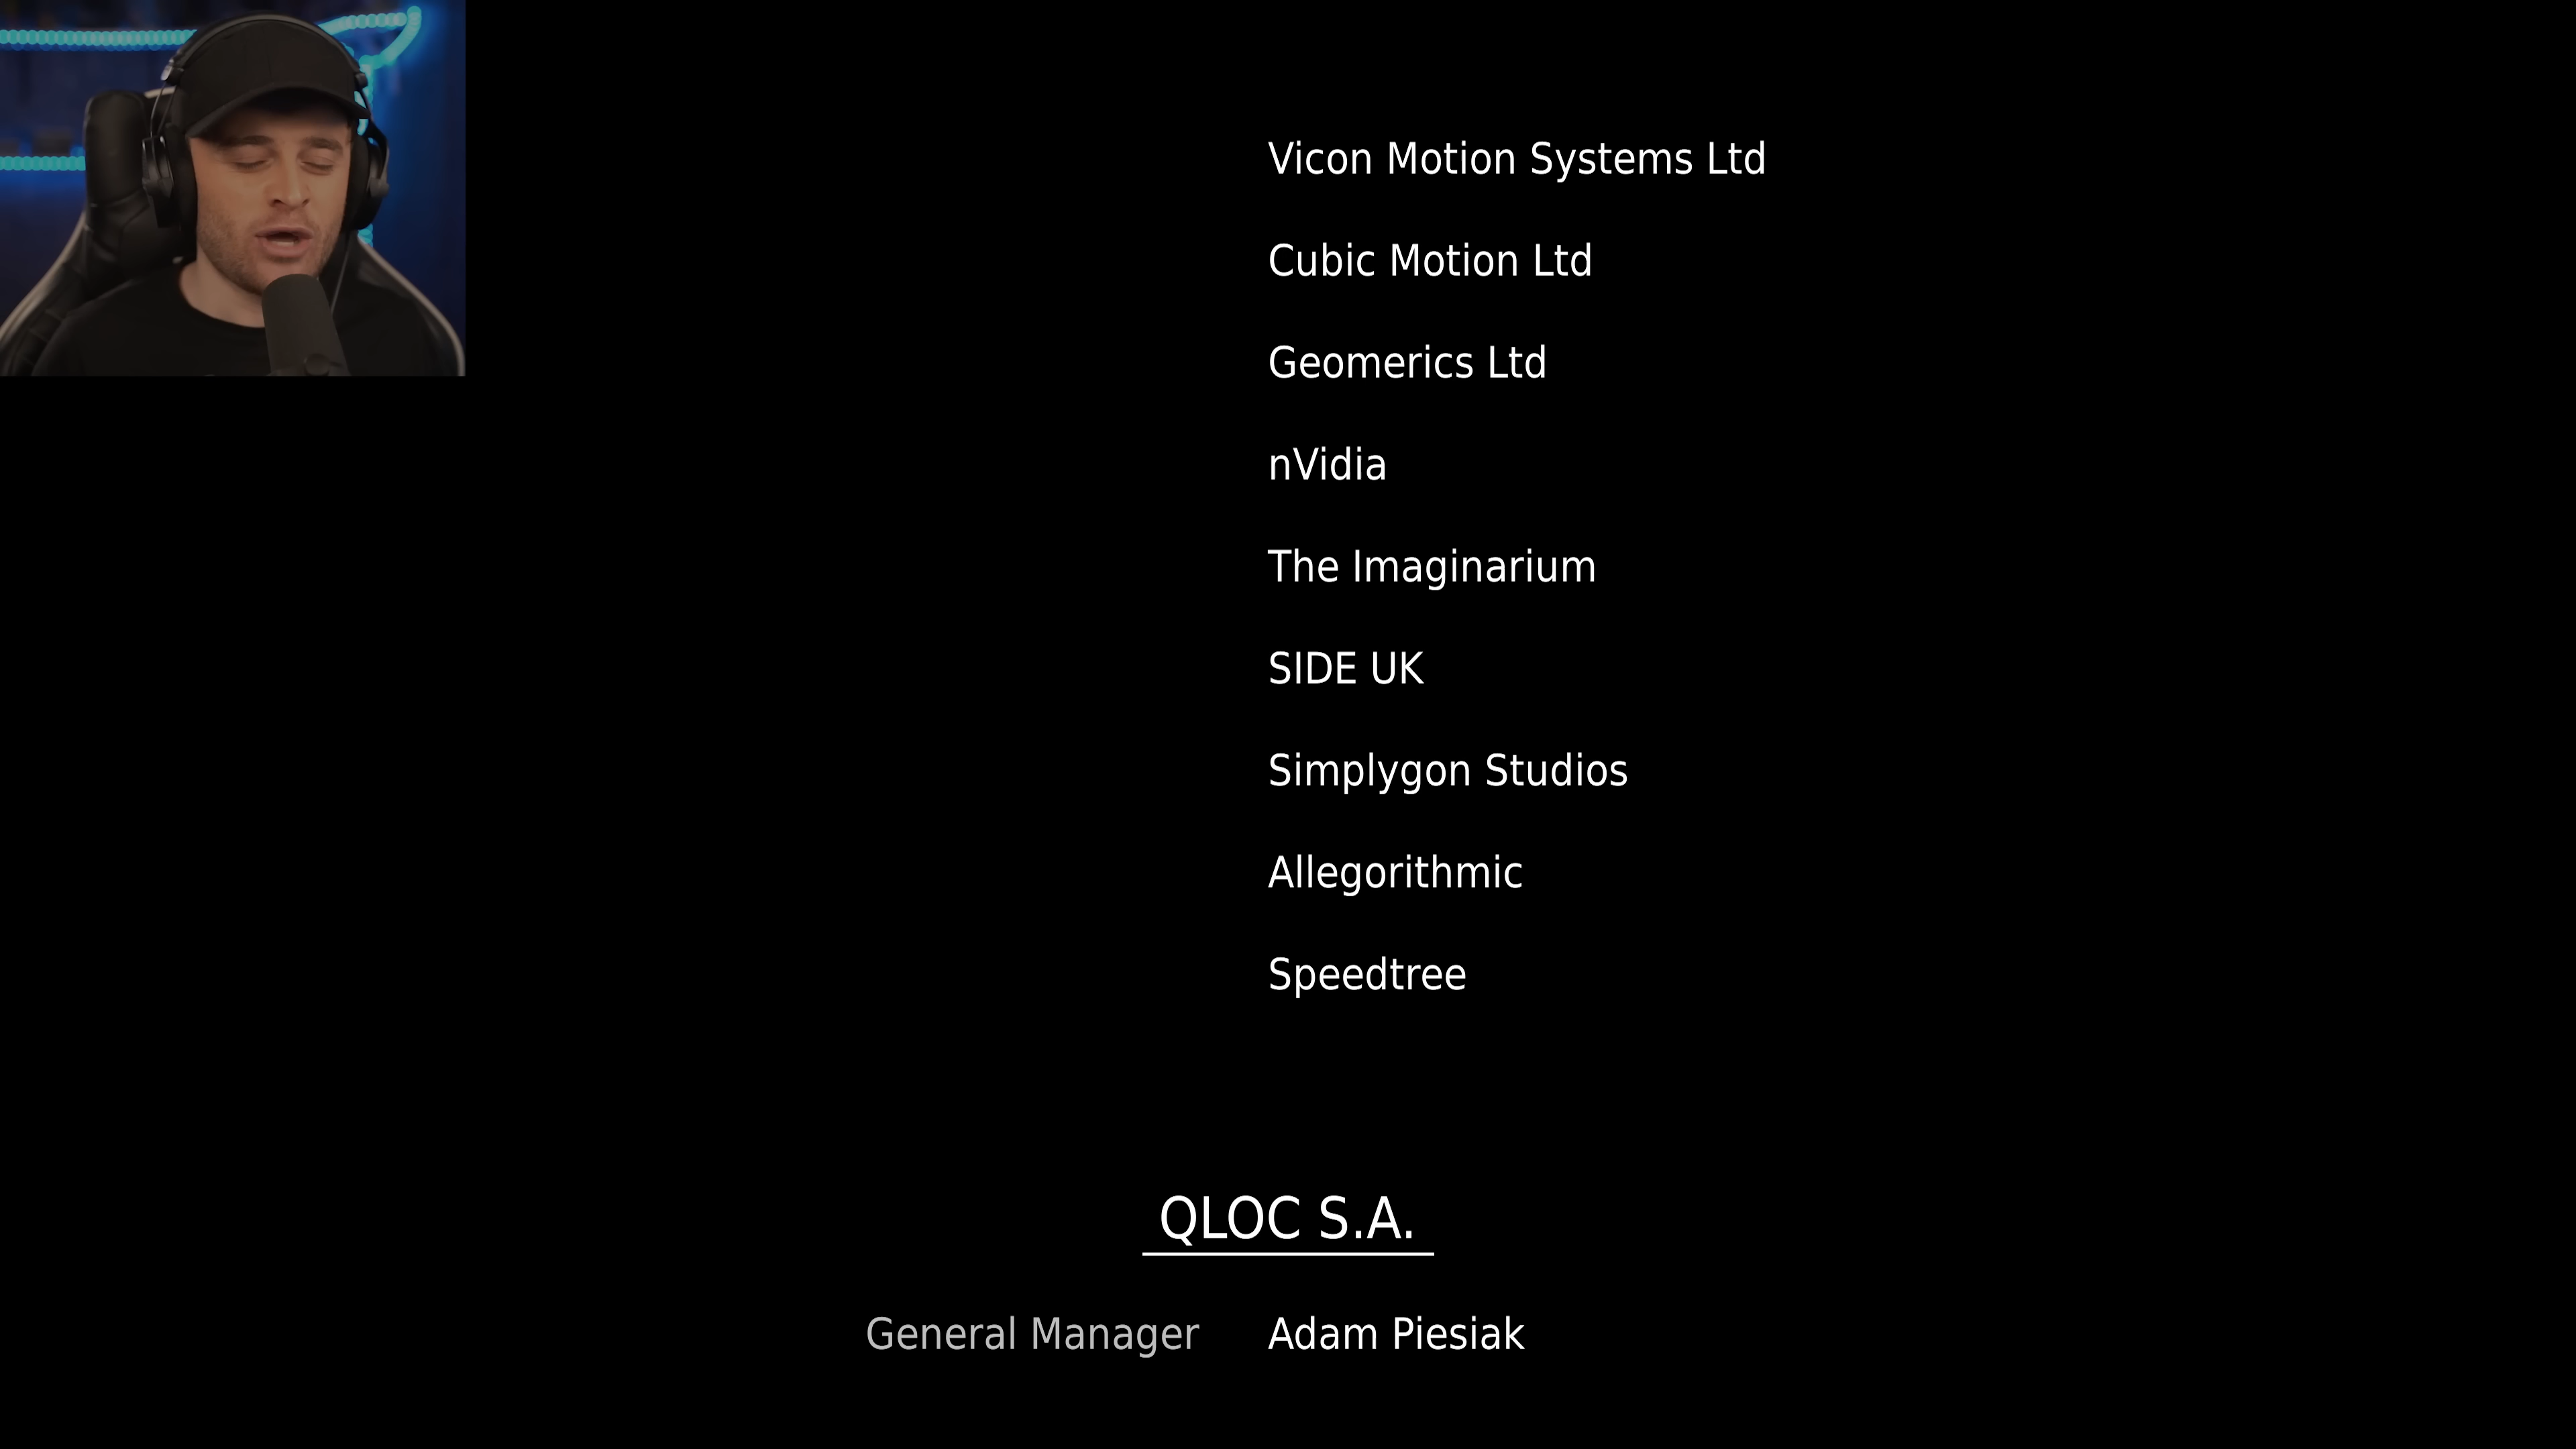 Vicon Motion Systems Ltd
Cubic Motion Ltd
Geomerics Ltd
nVidia
The Imaginarium
SIDE UK
Simplygon Studios
Allegorithmic
Speedtree
QLOC S.A.
General Manager Adam Piesiak